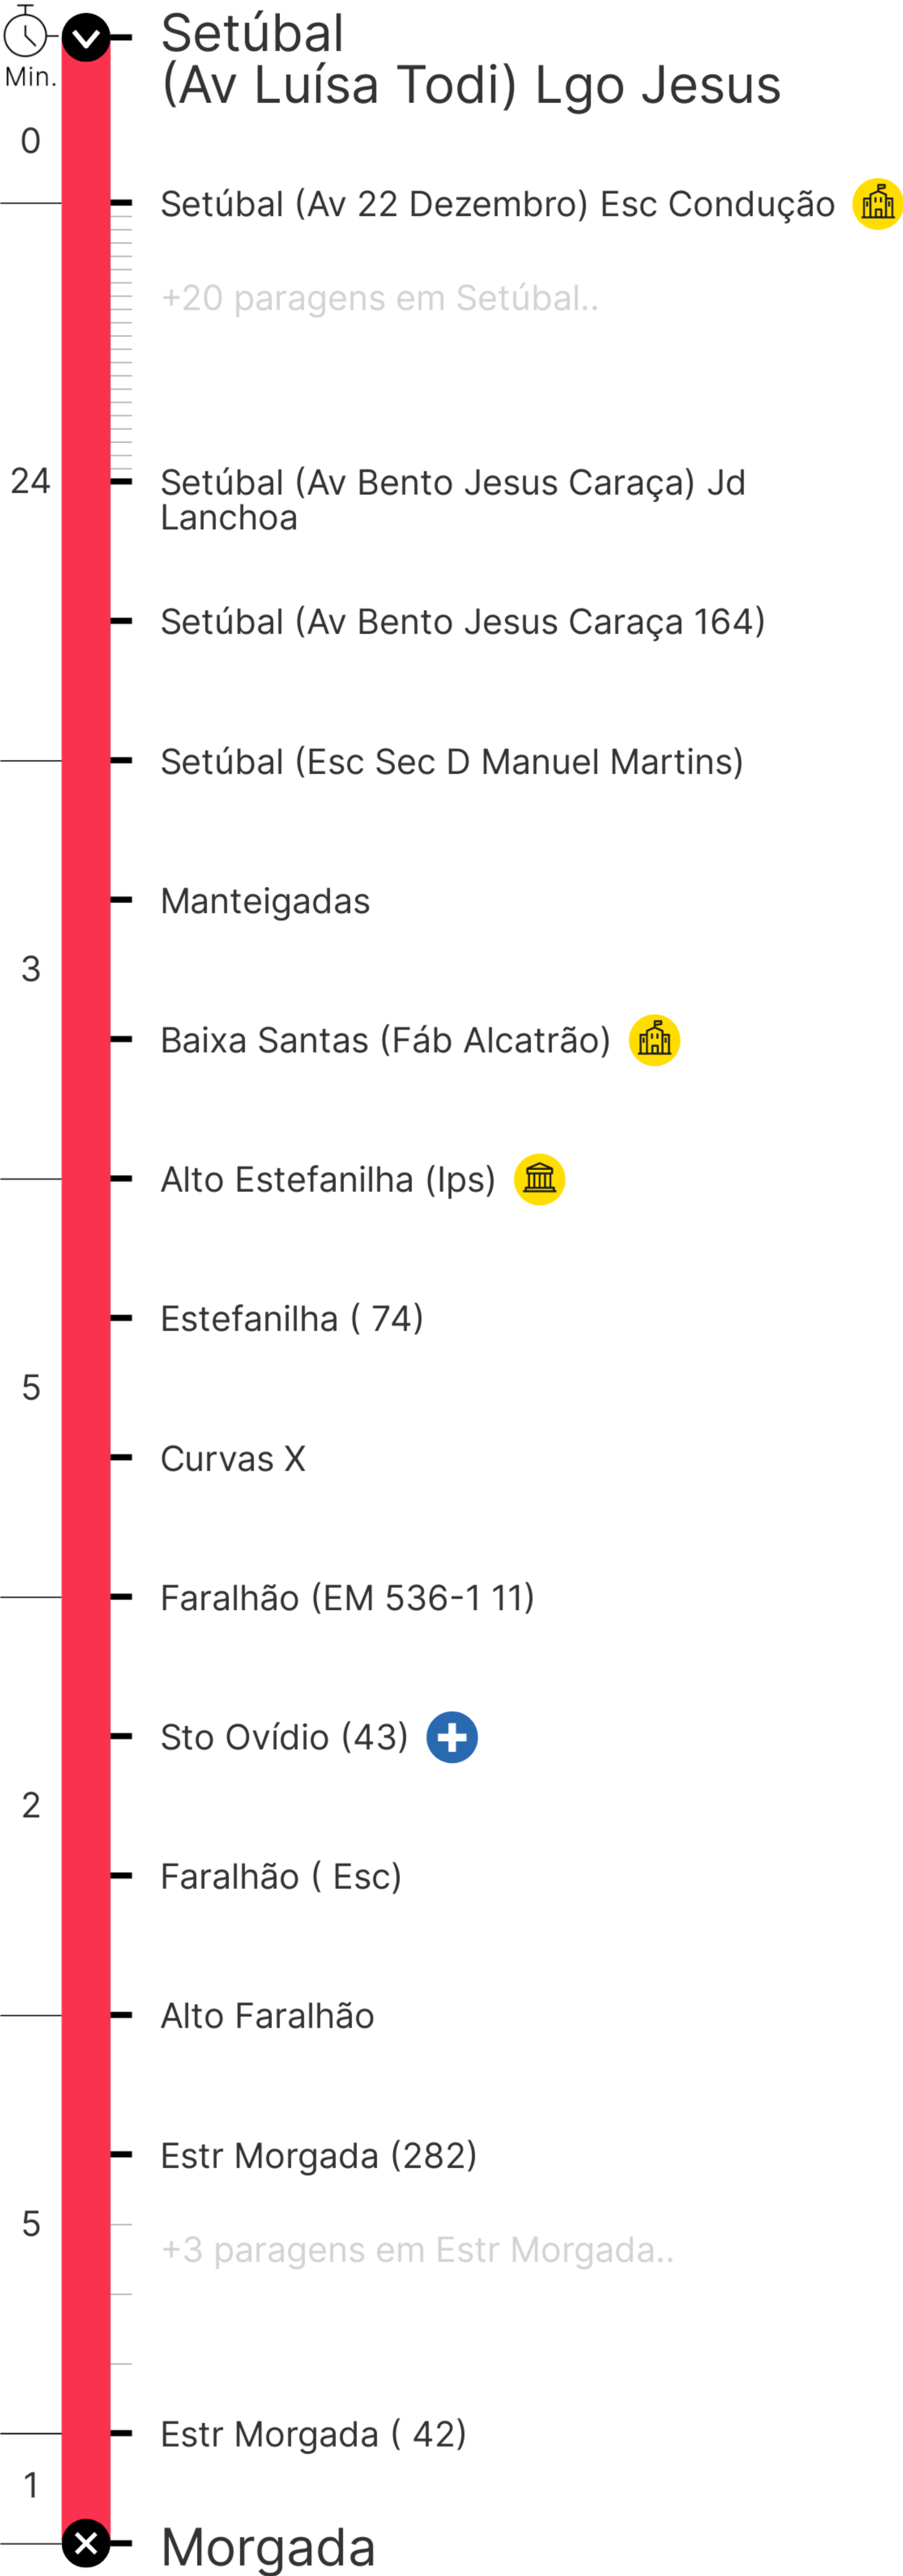 Setúbal
(Av Luísa Todi) Lgo Jesus
Min.
0
Setúbal (Av 22 Dezembro) Esc Condução
+20 paragens em Setúbal..
24
Setúbal (Av Bento Jesus Caraça) Jd
Lanchoa
Setúbal (Av Bento Jesus Caraça 164)
Setúbal (Esc Sec D Manuel Martins)
Manteigadas
3
Baixa Santas (Fáb Alcatrão)
Alto Estefanilha (Ips)
Estefanilha ( 74)
5
Curvas X
Faralhão (EM 536-1 11)
Sto Ovídio (43)
2
Faralhão ( Esc)
Alto Faralhão
Estr Morgada (282)
5
+3 paragens em Estr Morgada..
Estr Morgada ( 42)
1
Morgada